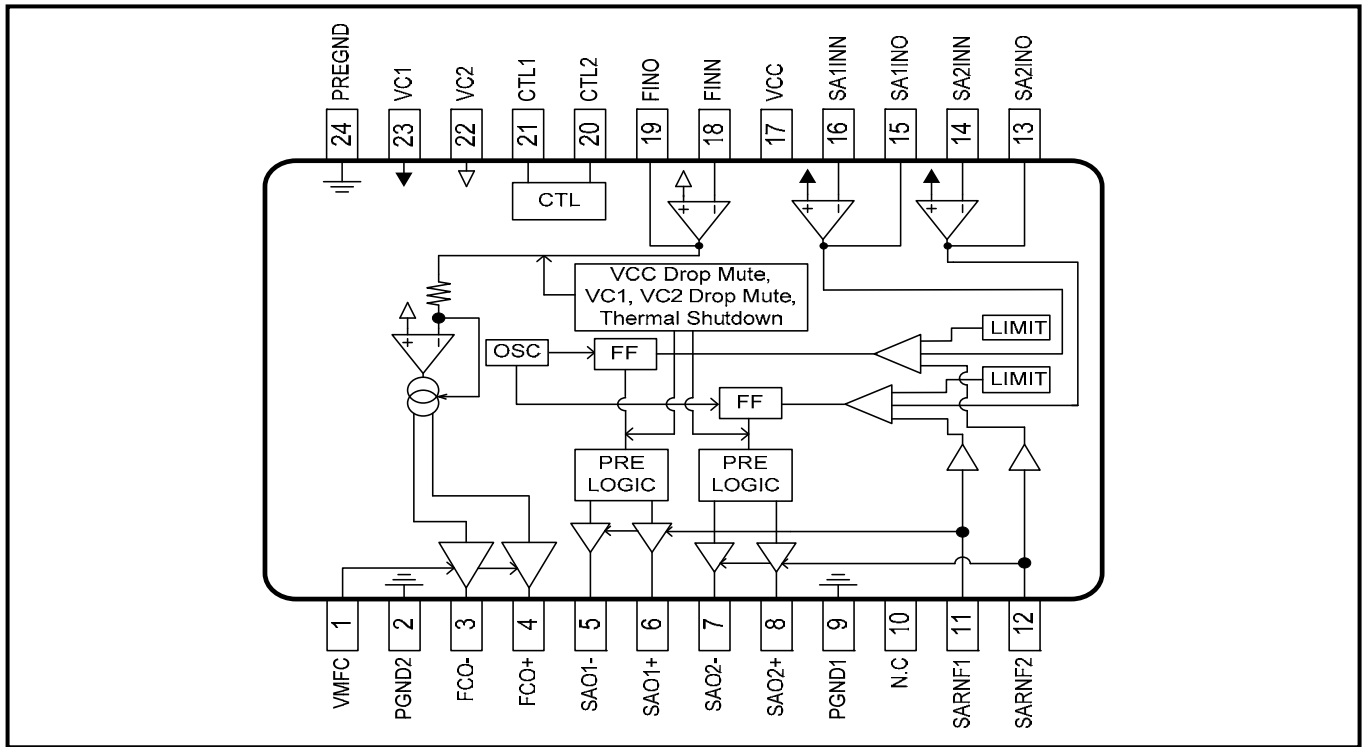 PREGND
VC1
VC2
CTL1
CTL2
FINO
FINN
VCC
SA1INN
SA1INO
SA2INN
SA2INO
24
23
22
21
20
19
18
17
16
15
14
13
CTL
+ −
+ −
+ −
VCC Drop Mute,
VC1, VC2 Drop Mute,
Thermal Shutdown
LIMIT
+ −
OSC
FF
LIMIT
FF
PRE
LOGIC
PRE
LOGIC
1
2
3
4
5
6
7
8
9
10
11
12
VMFC
PGND2
FCO-
FCO+
SAO1-
SAO1+
SAO2-
SAO2+
PGND1
N.C
SARNF1
SARNF2